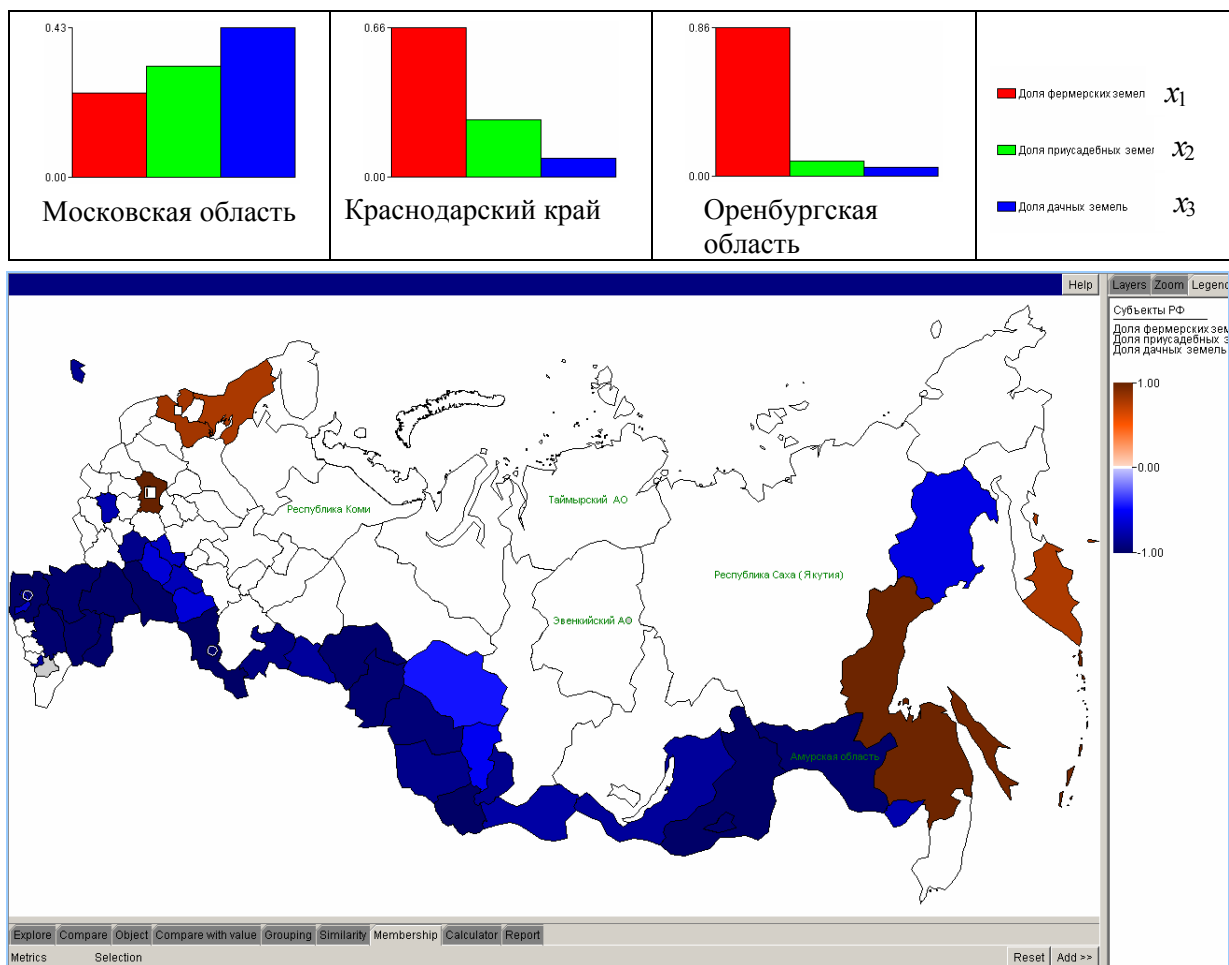 0.43
0.00
Московская область
0.66
0.00
Краснодарский край
0.86
0.00
Оренбургская
область
Доля фермерских земел x1
Доля приусадебных земел x2
Доля дачных земель x3
Help
Layers Zoom Legend
Субъекты РФ
Доля фермерских зем
Доля приусадебных з
Доля дачных земель
1.00
0.00
-1.00
Таймырский АО
Республика Коми
Республика Саха (Якутия)
Эвенкийский АО
Амурская область
Explore Compare Object Compare with value Grouping Similarity Membership Calculator Report
Metrics Selection Reset Add >>